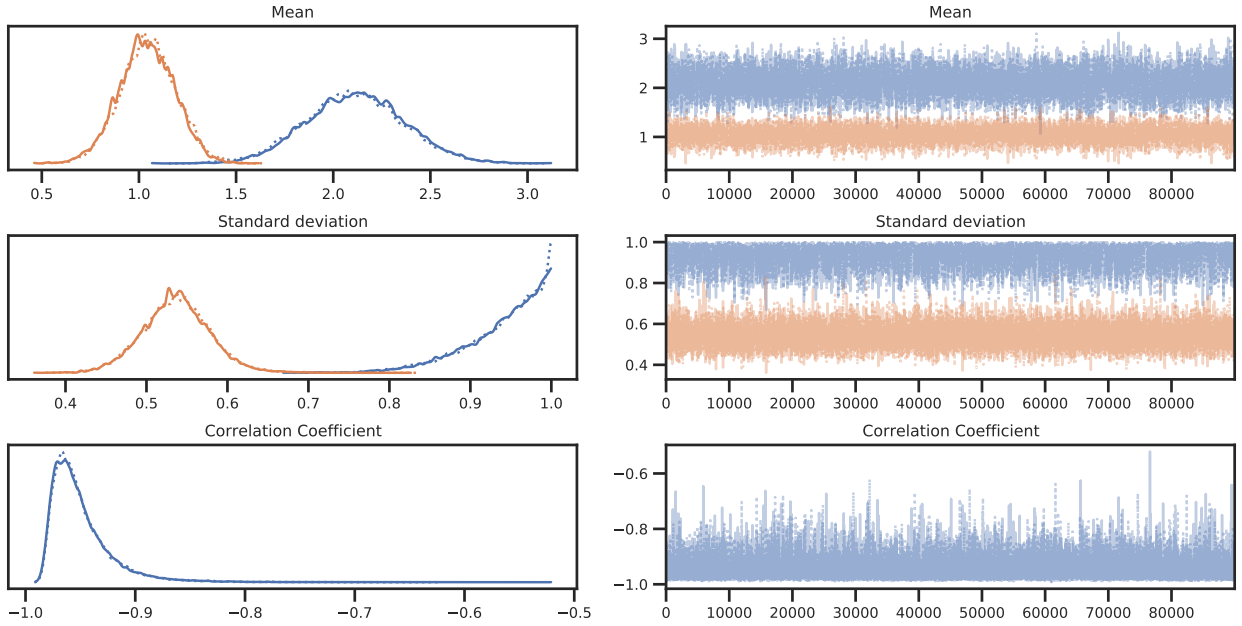 Mean
0.5 1.0 1.5 2.0 2.5 3.0
Mean
3
2
1
0 10000 20000 30000 40000 50000 60000 70000 80000
Standard deviation
0.4 0.5 0.6 0.7 0.8 0.9 1.0
Standard deviation
1.0
0.8
0.6
0.4
0 10000 20000 30000 40000 50000 60000 70000 80000
Correlation Coefficient
−1.0 −0.9 −0.8 −0.7 −0.6 −0.5
Correlation Coefficient
−0.6
−0.8
−1.0
0 10000 20000 30000 40000 50000 60000 70000 80000